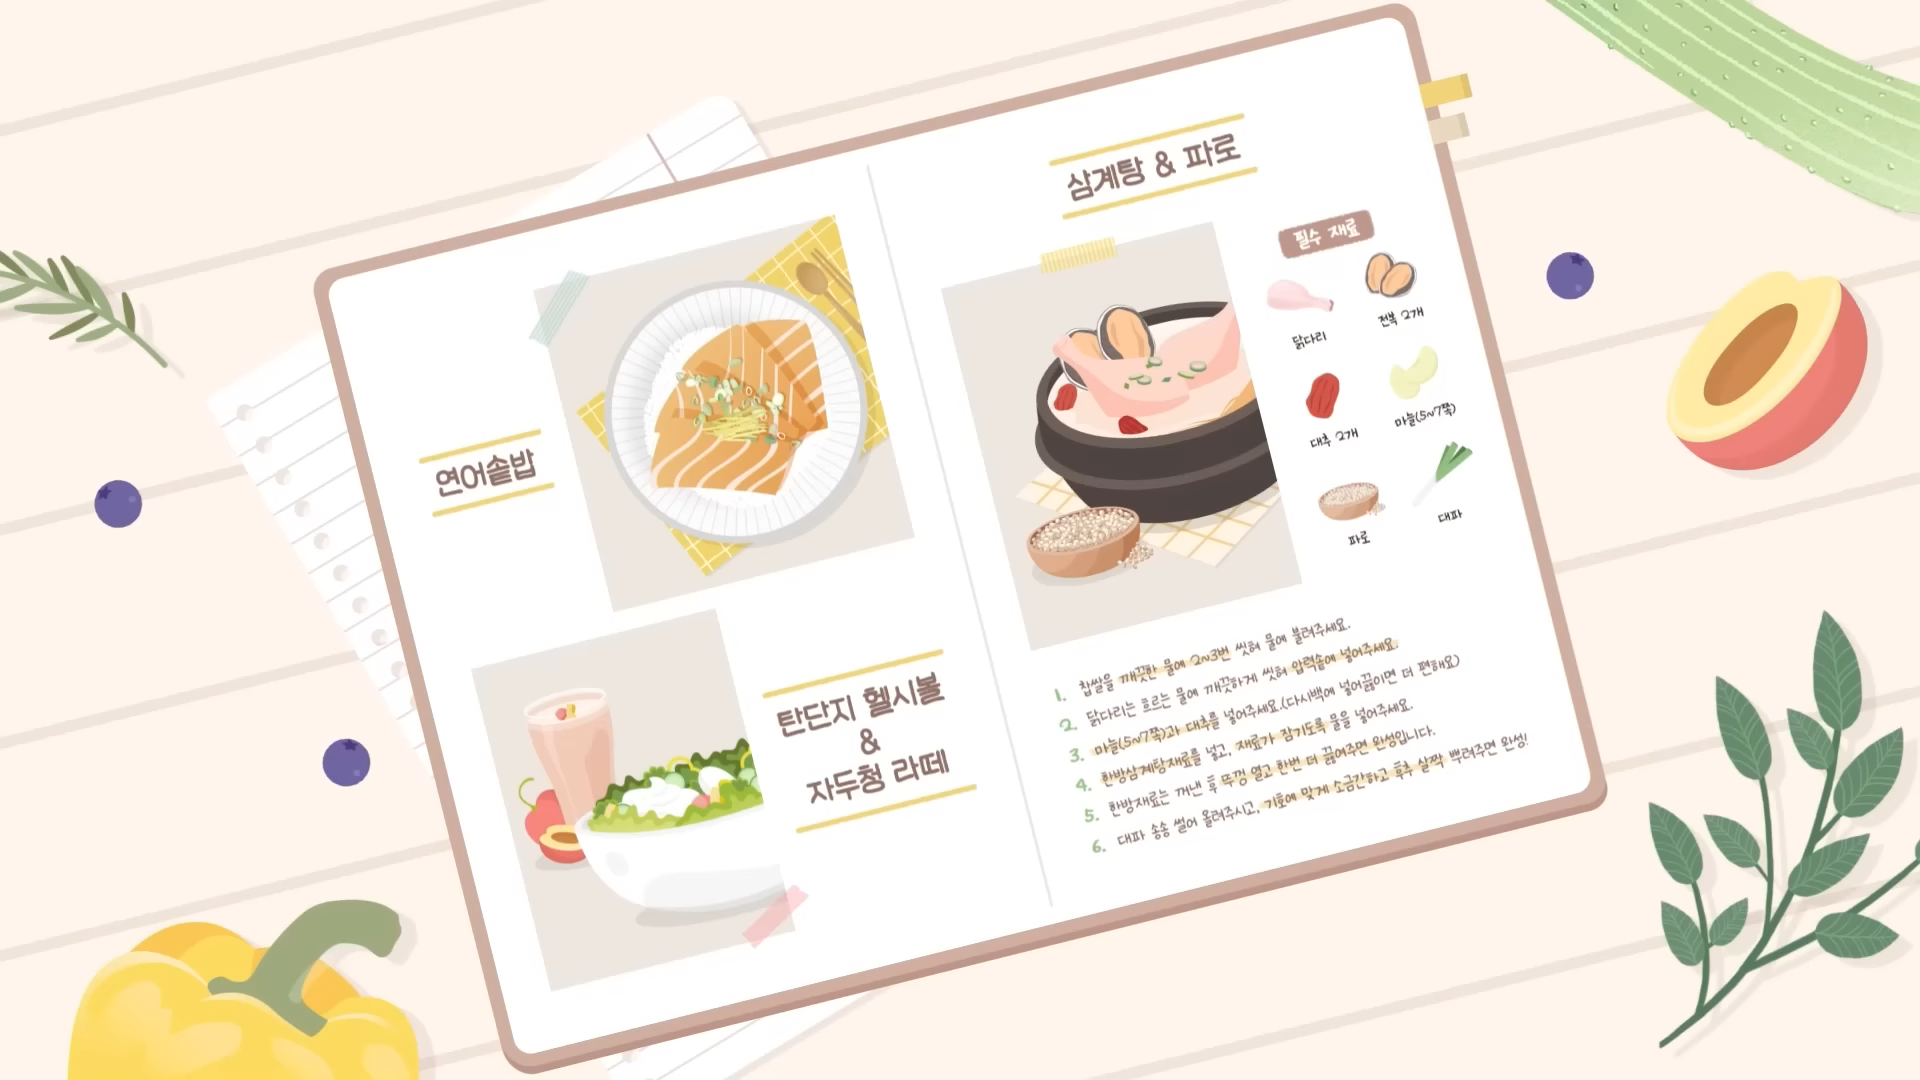 연어솥밥
탄단지 헬시볼
&
자두청 라떼
삼계탕 & 파로
필수 재료
닭다리
전복 2개
대추 2개
마늘(5~7쪽)
파로
대파
1. 찹쌀을 깨끗한 물에 2~3번 씻혀 물에 불려주세요.
2. 닭다리는 흐르는 물에 깨끗하게 씻혀 압력솥에 넣어주세요.
3. 마늘(5~7쪽)과 대추를 넣어주세요.(다시백에 넣어끓이면 더 편해요)
4. 한방삼계탕재료를 넣고, 재료가 잠기도록 물을 넣어주세요.
5. 한방재료는 꺼낸 후 뚜껑 열고 한번 더 끓여주면 완성입니다.
6. 대파 송송 썰어 올려주시고, 기호에 맞게 소금간하고 후추 살짝 뿌려주면 완성!